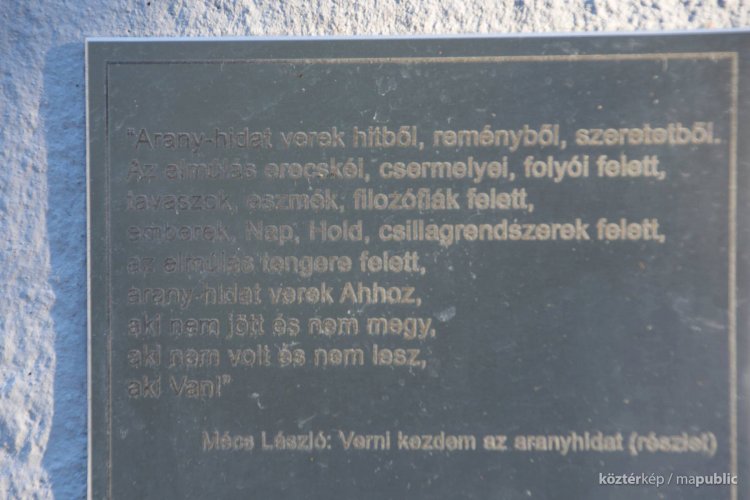 "Arany-hidat verek hitből, reményből, szeretetből.
Az elmúlás erecskéi, csermelyei, folyói felett,
tavaszok, eszmék, filozófiák felett,
emberek, Nap, Hold, csillagrendszerek felett,
az elmúlás tengere felett,
arany-hidat verek Ahhoz,
aki nem jött és nem megy,
aki nem volt és nem lesz,
aki Van!"
Mécs László: Verni kezdem az aranyhidat (részlet)
köztérkép / mapublic